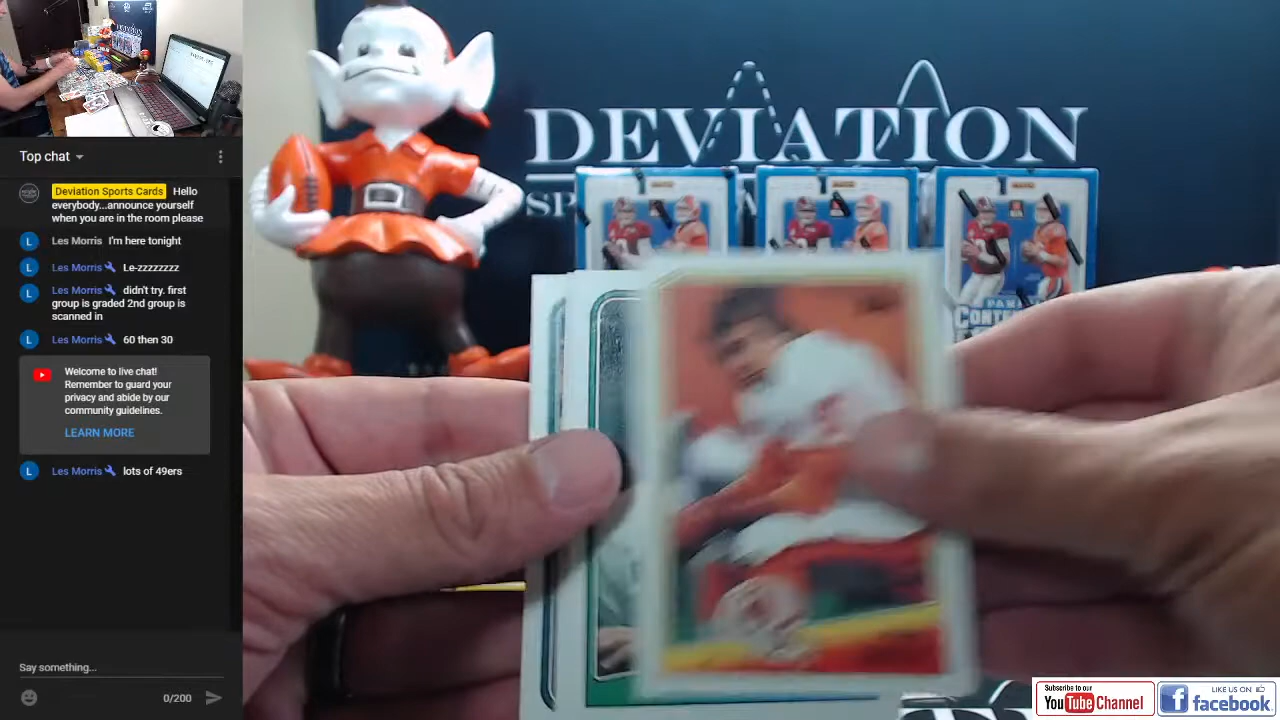 Top chat
Deviation Sports Cards Hello
everybody...announce yourself
when you are in the room please
L Les Morris I'm here tonight
L Les Morris Le-zzzzzzzz
L Les Morris didn't try. first
group is graded 2nd group is
scanned in
L Les Morris 60 then 30
Welcome to live chat!
Remember to guard your
privacy and abide by our
community guidelines.
LEARN MORE
L Les Morris lots of 49ers
Say something...
0/200
DEVIATION
SP
Subscribe to our
YouTube Channel
LIKE US ON
f facebook